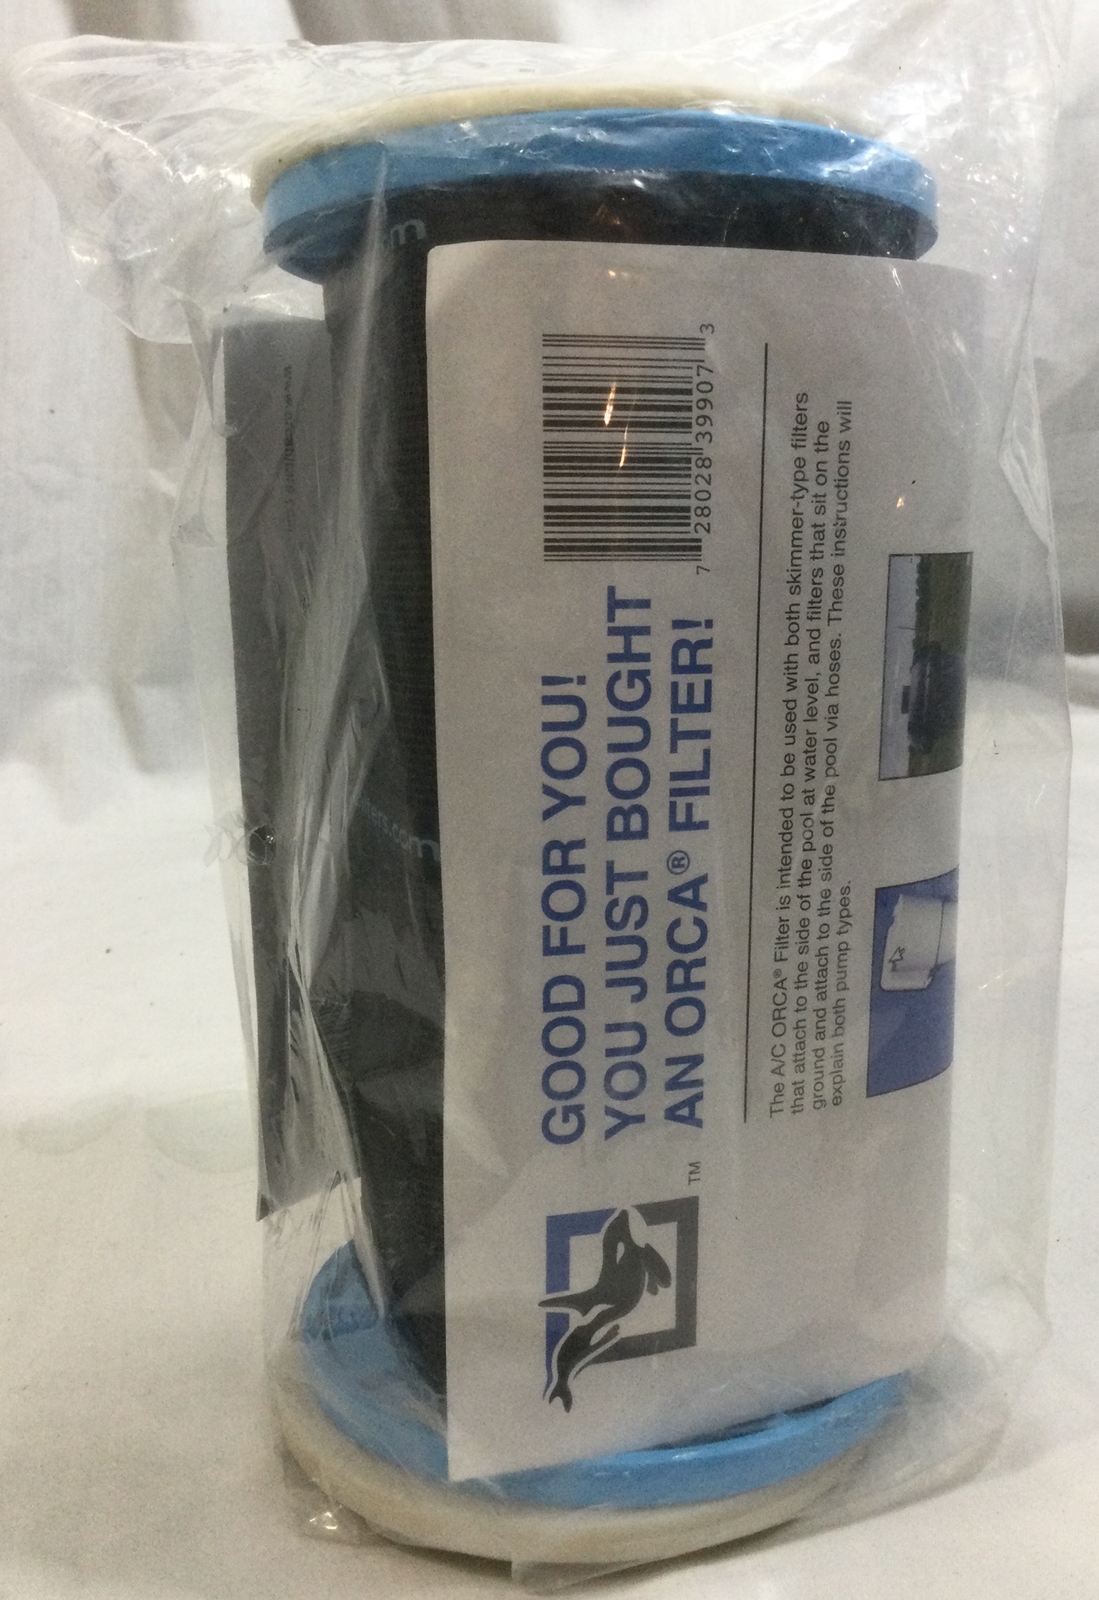 GOOD FOR YOU!
YOU JUST BOUGHT
AN ORCA® FILTER!
TM
7 28028 39907 3
The A/C ORCA® Filter is intended to be used with both skimmer-type filters
that attach to the side of the pool at water level, and filters that sit on the
ground and attach to the side of the pool via hoses. These instructions will
explain both pump types.